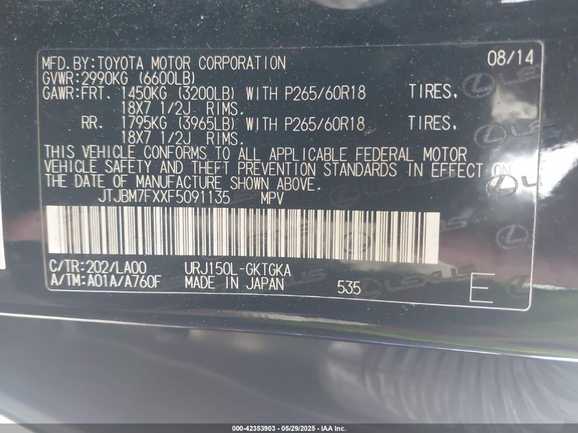 MFD.BY:TOYOTA MOTOR CORPORATION 08/14
GVWR:2990KG (6600LB)
GAWR:FRT. 1450KG (3200LB) WITH P265/60R18 TIRES,
18X7 1/2J RIMS.
RR. 1795KG (3965LB) WITH P265/60R18 TIRES,
18X7 1/2J RIMS.
THIS VEHICLE CONFORMS TO ALL APPLICABLE FEDERAL MOTOR
VEHICLE SAFETY AND THEFT PREVENTION STANDARDS IN EFFECT ON
THE DATE OF MANUFACTURE SHOWN ABOVE.
JTJBM7FXXF5091135 MPV
C/TR:202/LA00 URJ150L-GKTGKA
A/TM:A01A/A760F MADE IN JAPAN 535 E
000-42353903 — 05/29/2025 — IAAI.COM